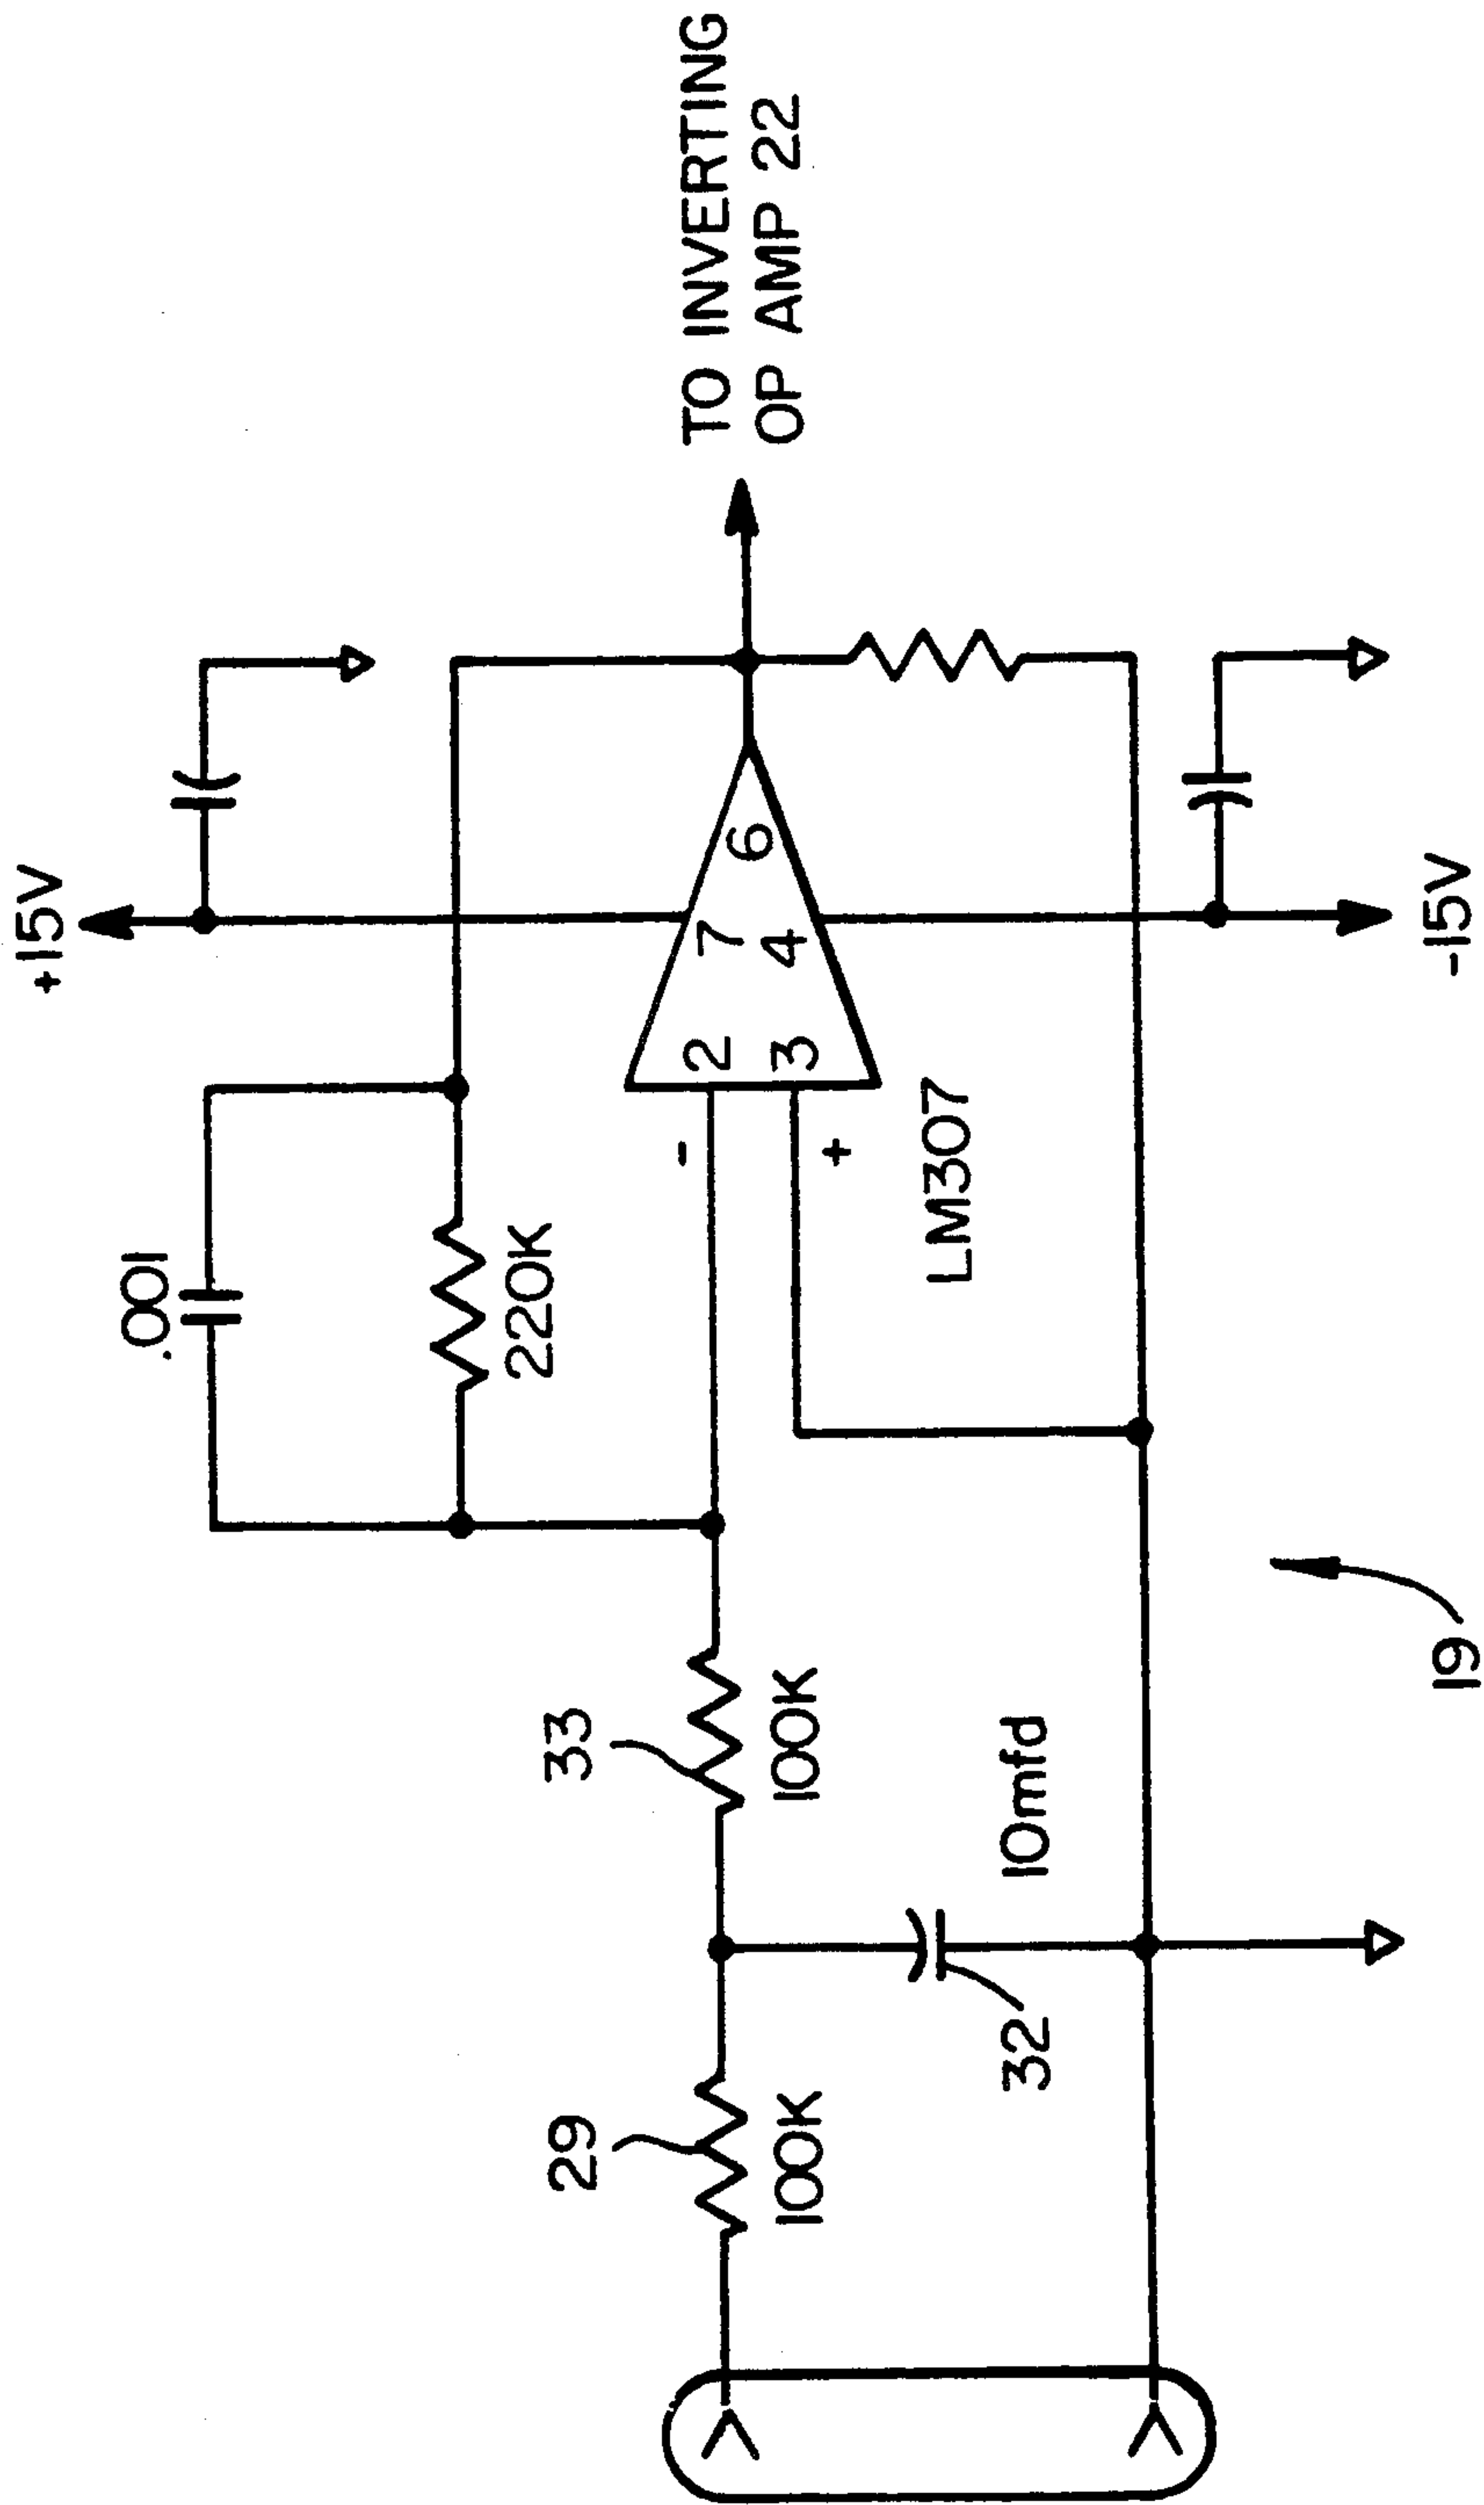 +15V
.001
220K
TO INVERTING
OP AMP 22
29
100K
33
100K
-
2
7
6
+
3
4
LM307
32
10mfd
19
-15V